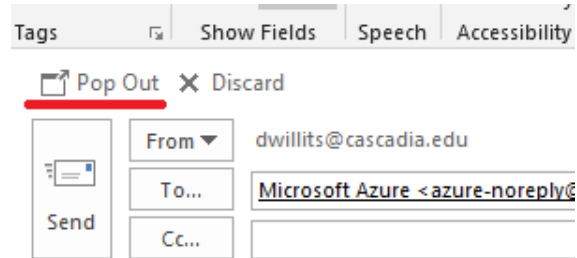 Tags Show Fields Speech Accessibility
Pop Out Discard
From dwillits@cascadia.edu
To... Microsoft Azure <azure-noreply@
Send
Cc...